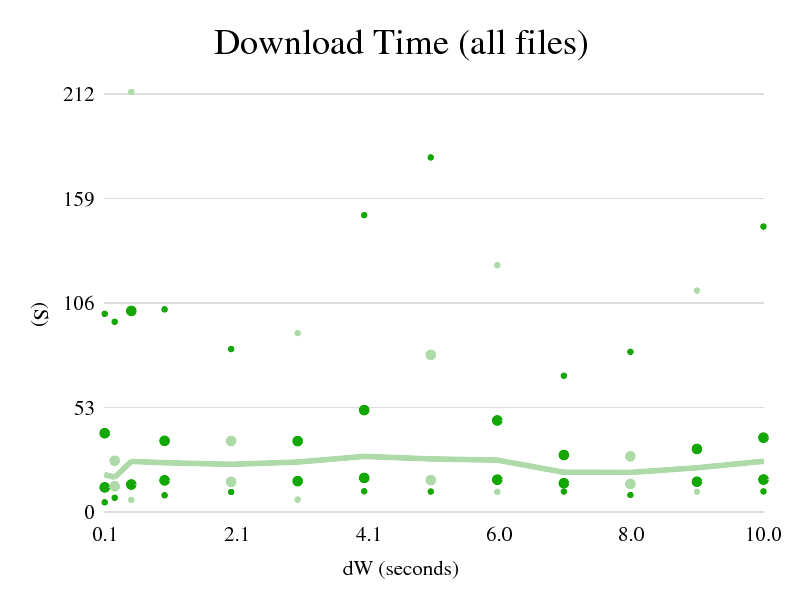 Download Time (all files)
212
159
106
(s)
53
0
0.1 2.1 4.1 6.0 8.0 10.0
dW (seconds)